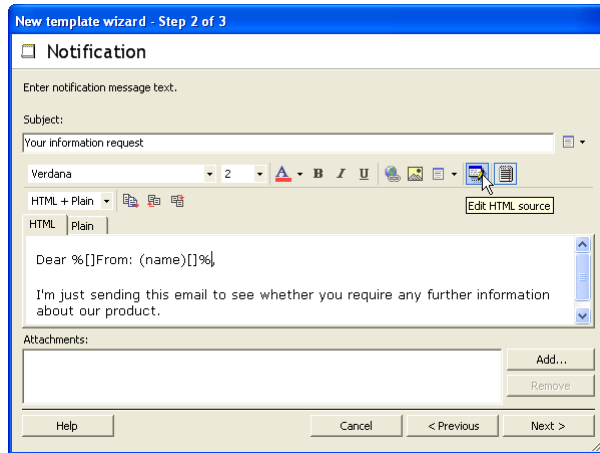 New template wizard - Step 2 of 3
Notification
Enter notification message text.
Subject:
Your information request
Verdana 2 A B I U
Edit HTML source
HTML + Plain
HTML Plain
Dear %[]From: (name)[]%,
I'm just sending this email to see whether you require any further information
about our product.
Attachments:
Add...
Remove
Help Cancel < Previous Next >